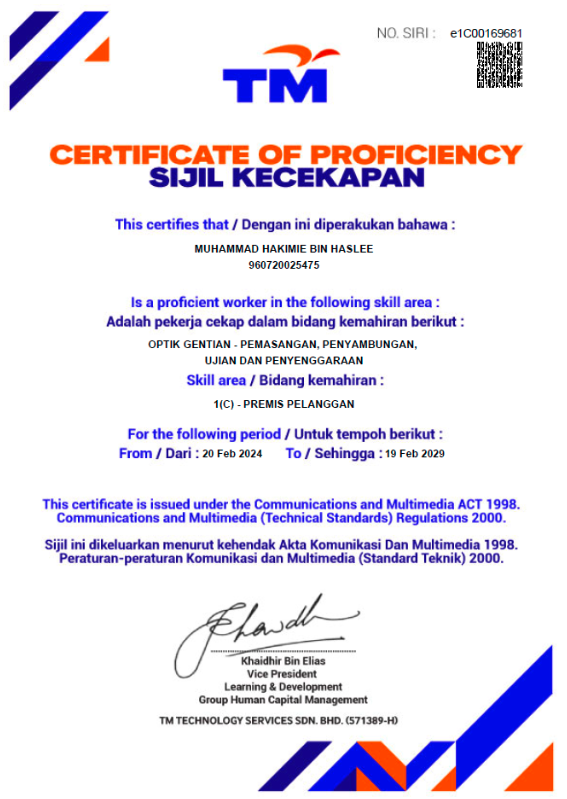 NO. SIRI : e1C00169681
TM
CERTIFICATE OF PROFICIENCY
SIJIL KECEKAPAN
This certifies that / Dengan ini diperakukan bahawa :
MUHAMMAD HAKIMIE BIN HASLEE
960720025475
Is a proficient worker in the following skill area :
Adalah pekerja cekap dalam bidang kemahiran berikut :
OPTIK GENTIAN - PEMASANGAN, PENYAMBUNGAN,
UJIAN DAN PENYENGGARAAN
Skill area / Bidang kemahiran :
1(C) - PREMIS PELANGGAN
For the following period / Untuk tempoh berikut :
From / Dari : 20 Feb 2024 To / Sehingga : 19 Feb 2029
This certificate is issued under the Communications and Multimedia ACT 1998.
Communications and Multimedia (Technical Standards) Regulations 2000.
Sijil ini dikeluarkan menurut kehendak Akta Komunikasi Dan Multimedia 1998.
Peraturan-peraturan Komunikasi dan Multimedia (Standard Teknik) 2000.
Khaidhir Bin Elias
Vice President
Learning & Development
Group Human Capital Management
TM TECHNOLOGY SERVICES SDN. BHD. (571389-H)